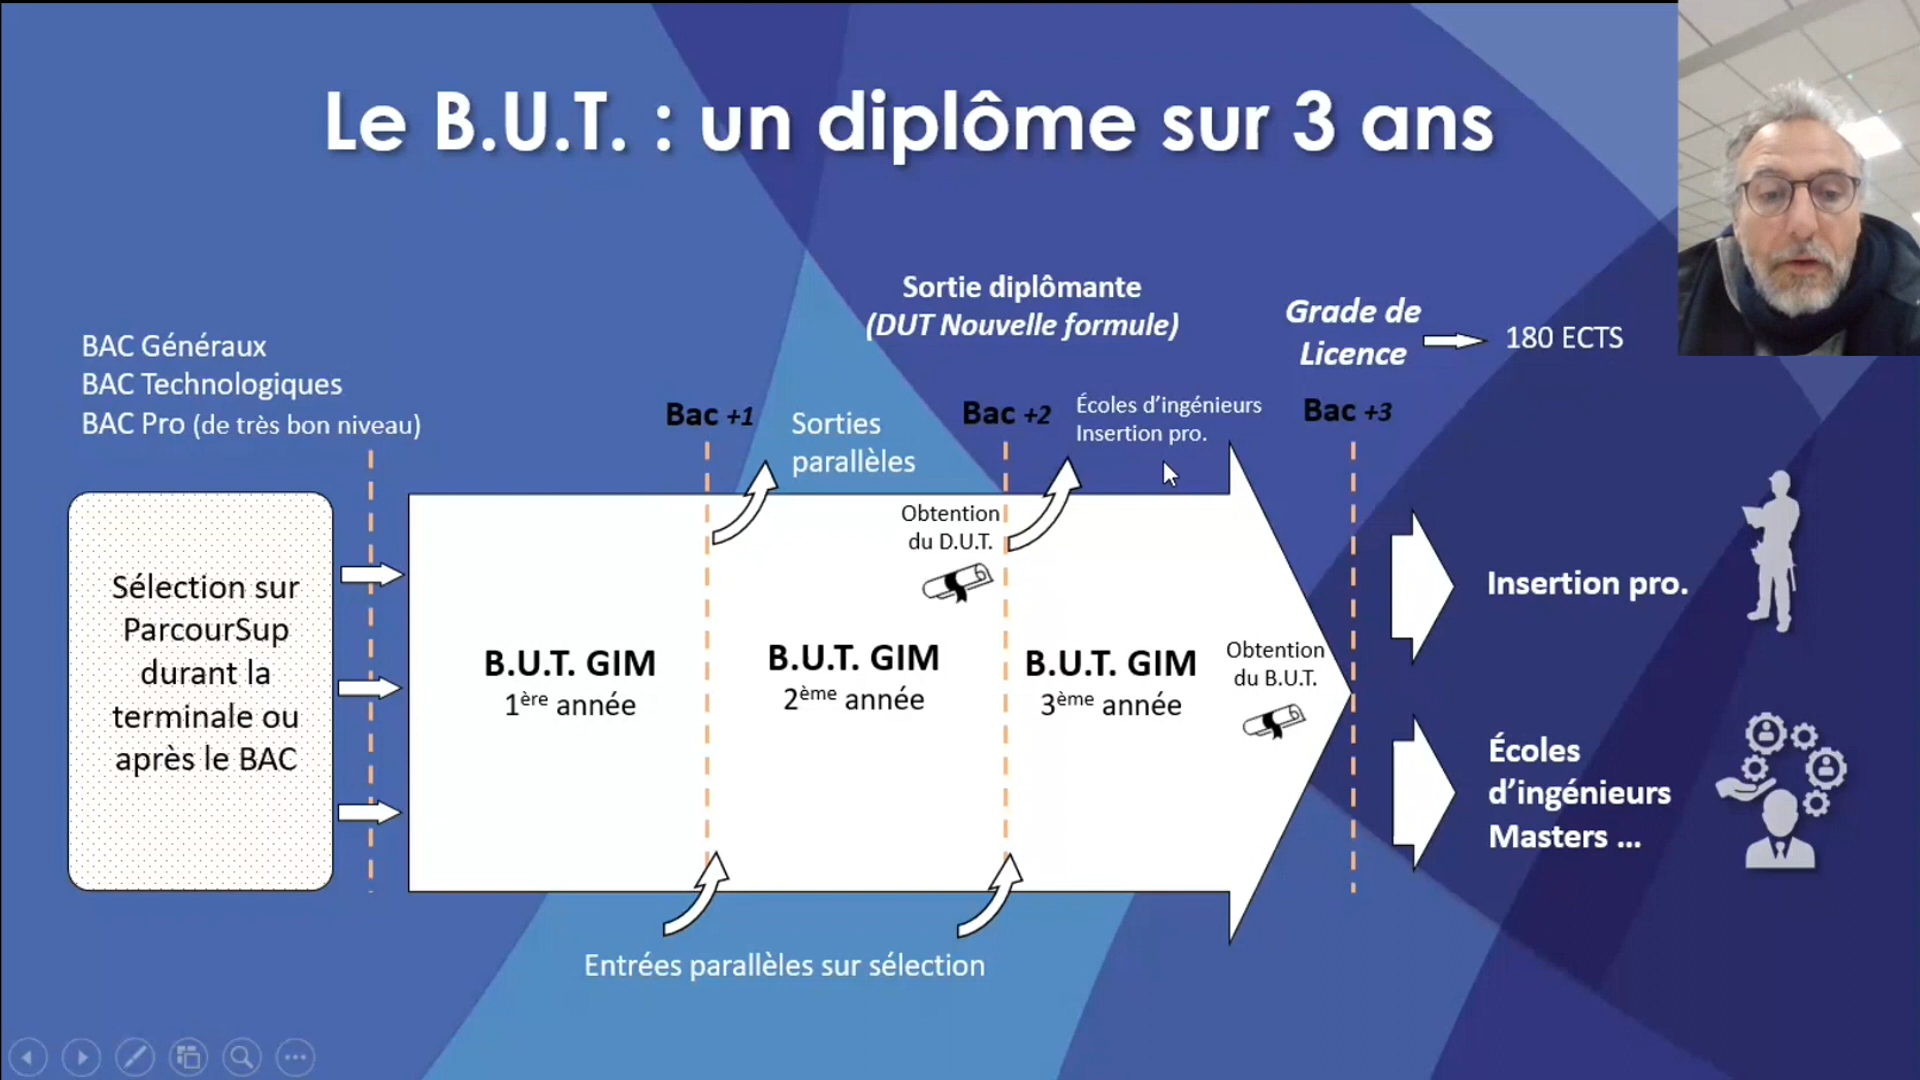 Le B.U.T. : un diplôme sur 3 ans
Sortie diplômante
(DUT Nouvelle formule)
Grade de
Licence
180 ECTS
BAC Généraux
BAC Technologiques
BAC Pro (de très bon niveau)
Bac +1
Sorties
parallèles
Bac +2
Écoles d'ingénieurs
Insertion pro.
Bac +3
Sélection sur
ParcourSup
durant la
terminale ou
après le BAC
B.U.T. GIM
1ère année
Obtention
du D.U.T.
B.U.T. GIM
2ème année
B.U.T. GIM
3ème année
Obtention
du B.U.T.
Insertion pro.
Écoles
d'ingénieurs
Masters ...
Entrées parallèles sur sélection